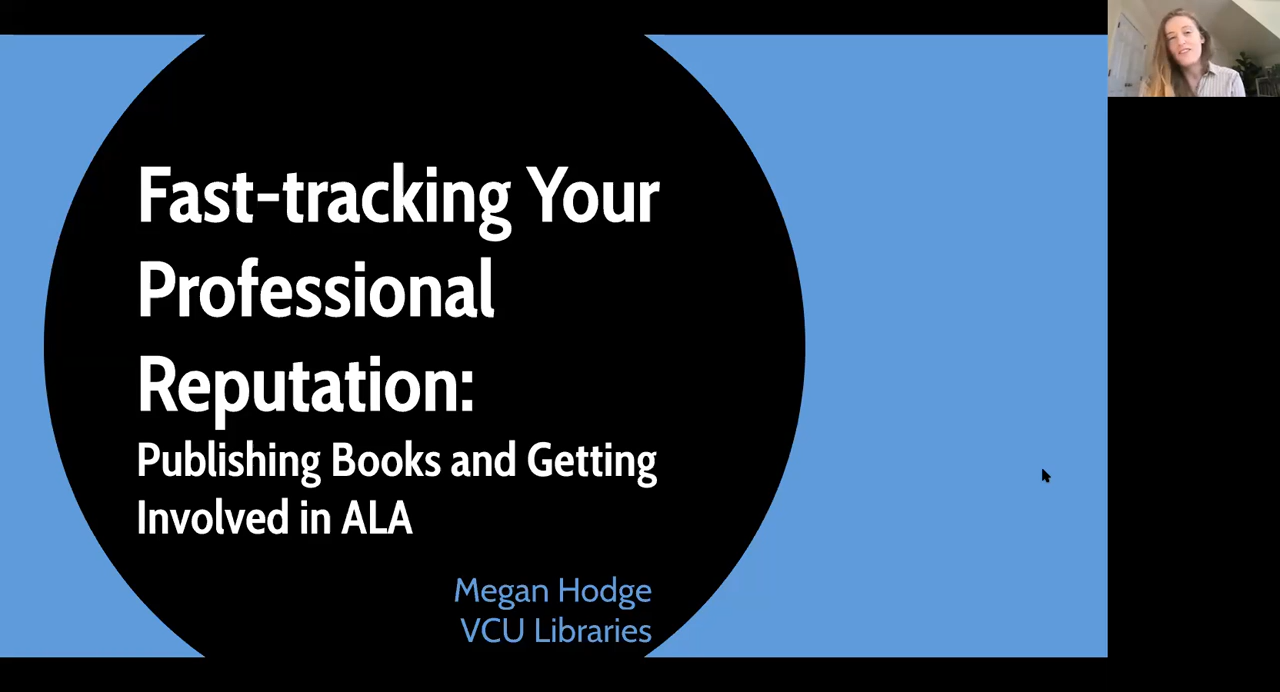 Fast-tracking Your
Professional
Reputation:
Publishing Books and Getting
Involved in ALA
Megan Hodge
VCU Libraries